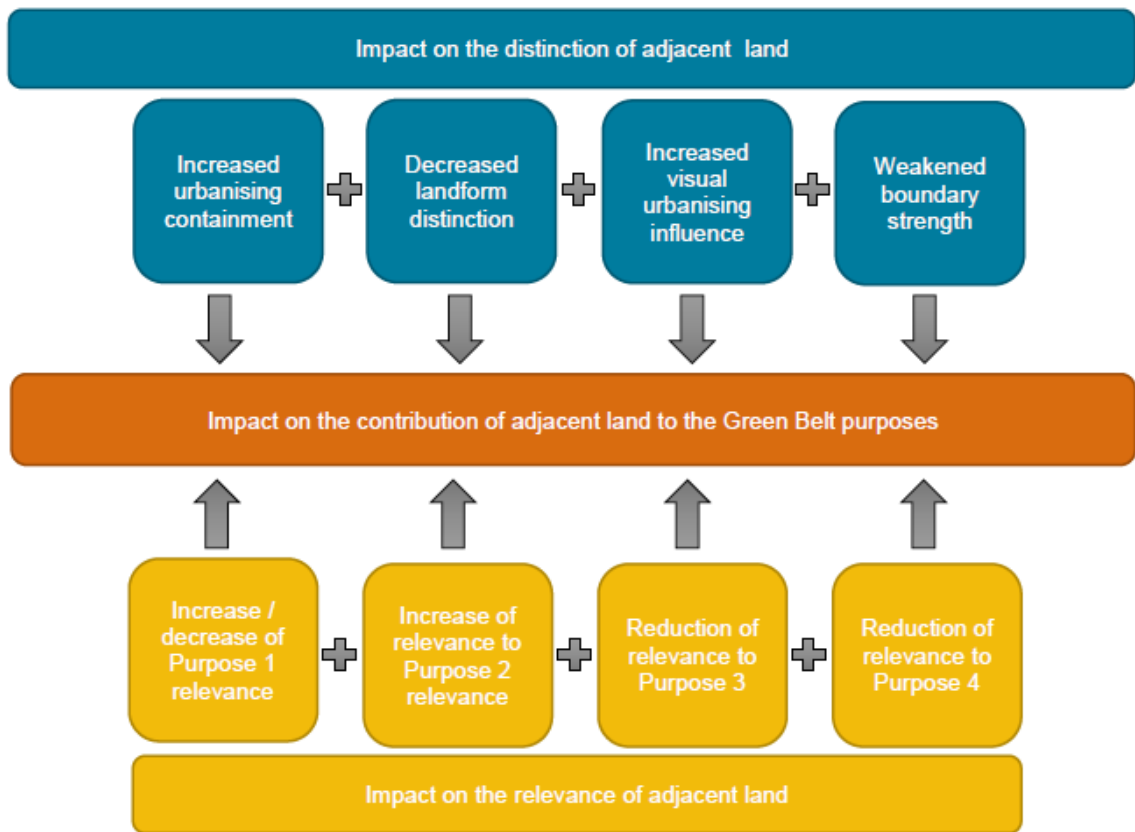 Impact on the distinction of adjacent land
Increased
urbanising
containment
Decreased
landform
distinction
Increased
visual
urbanising
influence
Weakened
boundary
strength
Impact on the contribution of adjacent land to the Green Belt purposes
Increase /
decrease of
Purpose 1
relevance
Increase of
relevance to
Purpose 2
relevance
Reduction of
relevance to
Purpose 3
Reduction of
relevance to
Purpose 4
Impact on the relevance of adjacent land